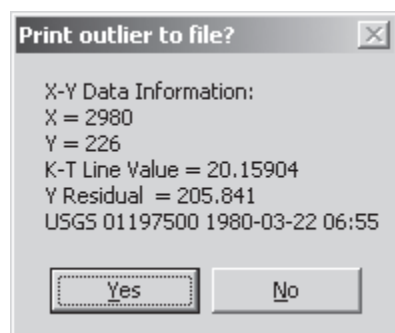 Print outlier to file?
X-Y Data Information:
X = 2980
Y = 226
K-T Line Value = 20.15904
Y Residual = 205.841
USGS 01197500 1980-03-22 06:55
Yes
No